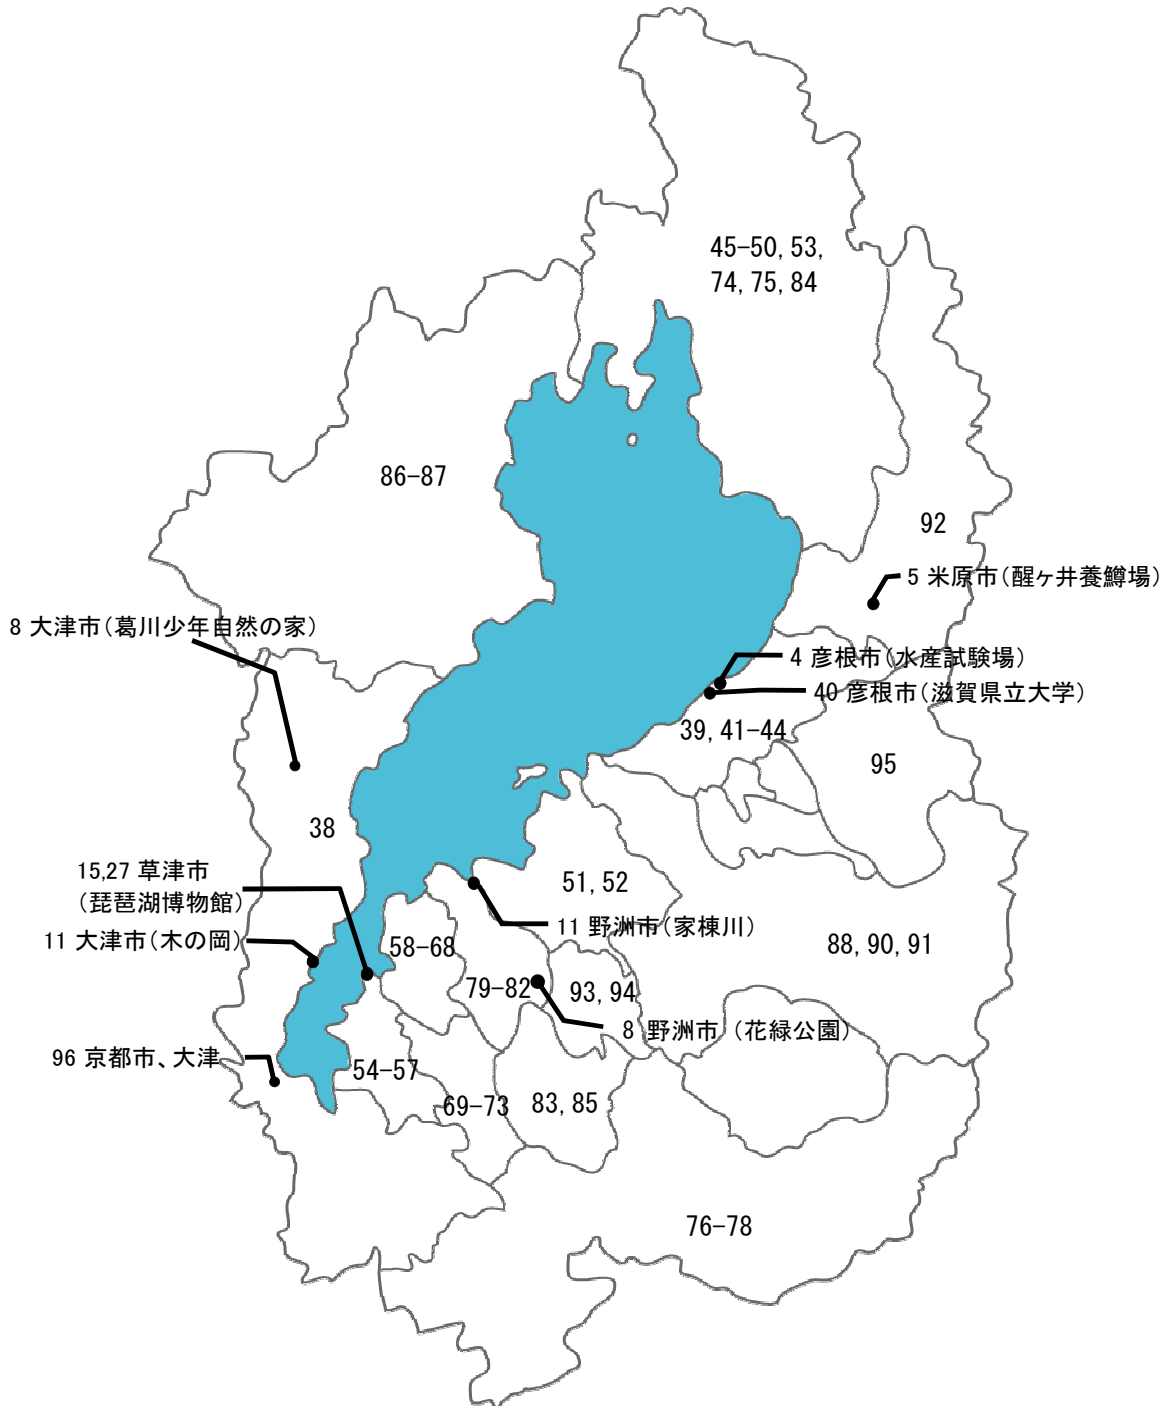 45-50, 53,
74, 75, 84
86-87
92
5 米原市(醒ヶ井養鱒場)
8 大津市(葛川少年自然の家)
4 彦根市(水産試験場)
40 彦根市(滋賀県立大学)
39, 41-44
95
38
15,27 草津市
(琵琶湖博物館)
51, 52
11 野洲市(家棟川)
11 大津市(木の岡)
58-68
88, 90, 91
79-82
93, 94
8 野洲市 (花緑公園)
96 京都市、大津
54-57
69-73
83, 85
76-78